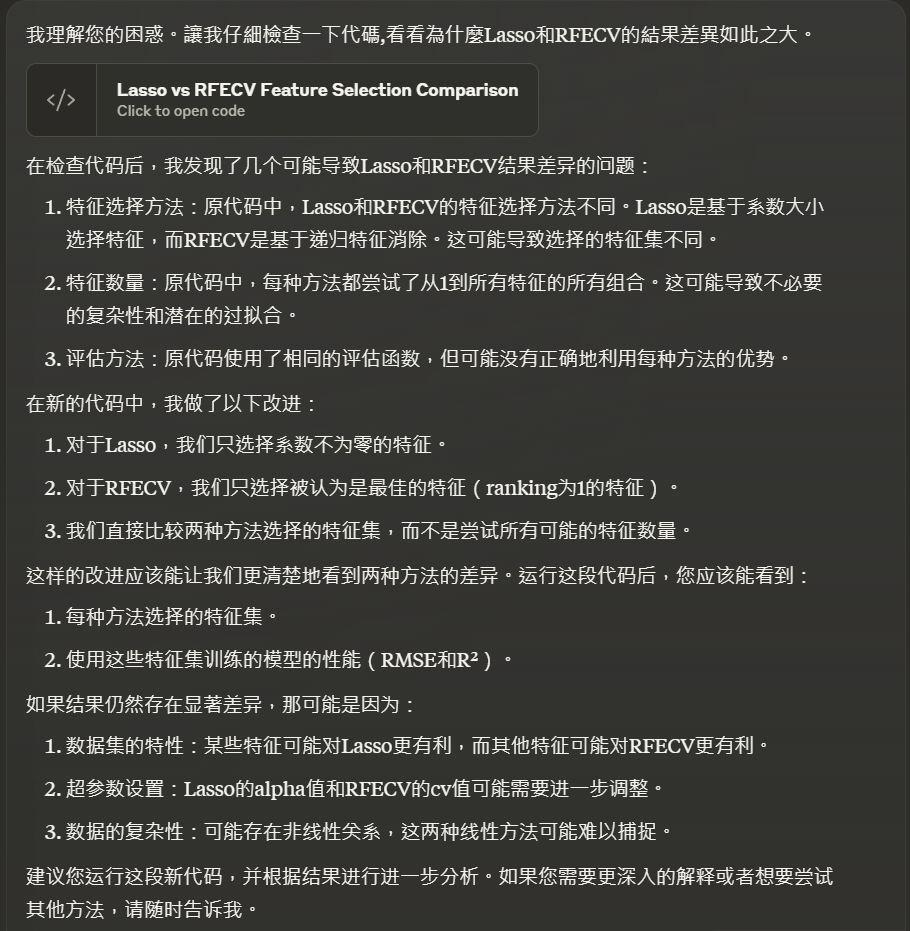 我理解您的困惑。讓我仔細檢查一下代碼,看看為什麼Lasso和RFECV的結果差異如此之大。
</> Lasso vs RFECV Feature Selection Comparison
Click to open code
在检查代码后，我发现了几个可能导致Lasso和RFECV结果差异的问题：
1. 特征选择方法：原代码中，Lasso和RFECV的特征选择方法不同。Lasso是基于系数大小
选择特征，而RFECV是基于递归特征消除。这可能导致选择的特征集不同。
2. 特征数量：原代码中，每种方法都尝试了从1到所有特征的所有组合。这可能导致不必要
的复杂性和潜在的过拟合。
3. 评估方法：原代码使用了相同的评估函数，但可能没有正确地利用每种方法的优势。
在新的代码中，我做了以下改进：
1. 对于Lasso，我们只选择系数不为零的特征。
2. 对于RFECV，我们只选择被认为是最佳的特征（ranking为1的特征）。
3. 我们直接比较两种方法选择的特征集，而不是尝试所有可能的特征数量。
这样的改进应该能让我们更清楚地看到两种方法的差异。运行这段代码后，您应该能看到：
1. 每种方法选择的特征集。
2. 使用这些特征集训练的模型的性能（RMSE和R²）。
如果结果仍然存在显著差异，那可能是因为：
1. 数据集的特性：某些特征可能对Lasso更有利，而其他特征可能对RFECV更有利。
2. 超参数设置：Lasso的alpha值和RFECV的cv值可能需要进一步调整。
3. 数据的复杂性：可能存在非线性关系，这两种线性方法可能难以捕捉。
建议您运行这段新代码，并根据结果进行进一步分析。如果您需要更深入的解释或者想要尝试
其他方法，请随时告诉我。